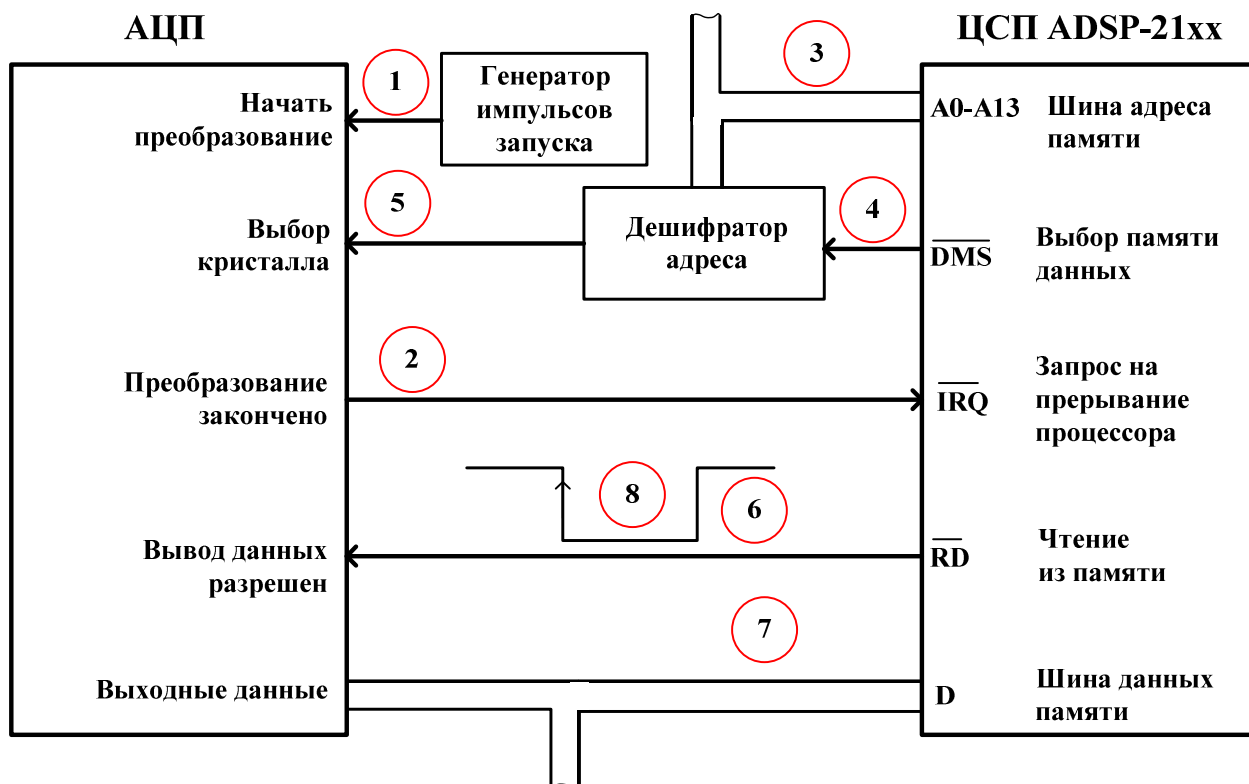 АЦП
ЦСП ADSP-21xx
1
Генератор
импульсов
запуска
3
Начать
преобразование
A0-A13
Шина адреса
памяти
5
4
Выбор
кристалла
Дешифратор
адреса
DMS
Выбор памяти
данных
2
Преобразование
закончено
IRQ
Запрос на
прерывание
процессора
8
6
Вывод данных
разрешен
RD
Чтение
из памяти
7
Выходные данные
D
Шина данных
памяти